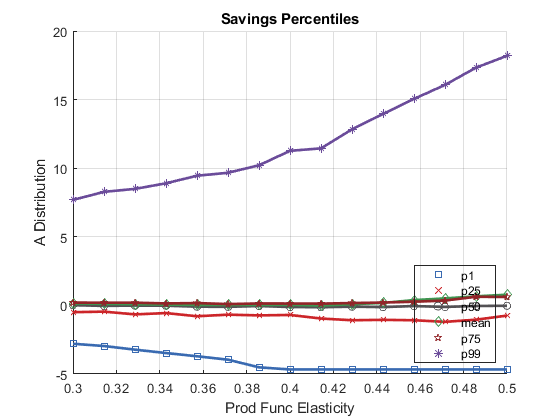 Savings Percentiles
20
15
10
5
0
-5
A Distribution
p1
p25
p50
mean
p75
p99
0.3 0.32 0.34 0.36 0.38 0.4 0.42 0.44 0.46 0.48 0.5
Prod Func Elasticity